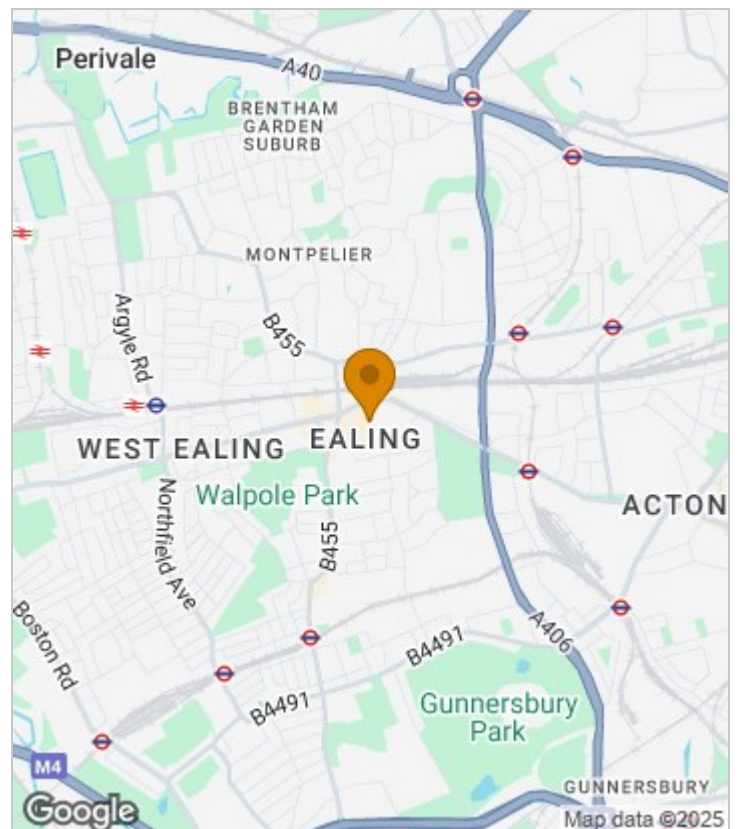 Perivale
A40
BRENTHAM
GARDEN
SUBURB
MONTPELIER
Argyle Rd
B455
WEST EALING
EALING
Walpole Park
ACTON
Northfield Ave
B455
Boston Rd
B4491
A406
B4491
Gunnersbury
Park
M4
GUNNERSBURY
Google
Map data ©2025